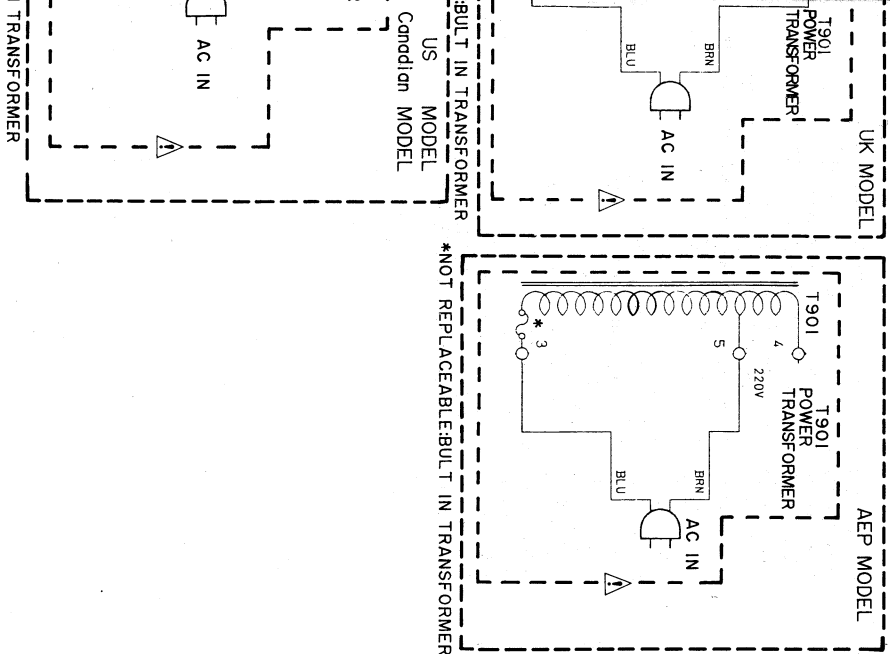 N TRANSFORMER
AC IN
US MODEL
Canadian MODEL
:BULT IN TRANSFORMER
T901
POWER
TRANSFORMER
BLU
BRN
AC IN
UK MODEL
*NOT REPLACEABLE:BULT IN TRANSFORMER
T901
*
3
5
4
220V
T901
POWER
TRANSFORMER
BLU
BRN
AC IN
AEP MODEL